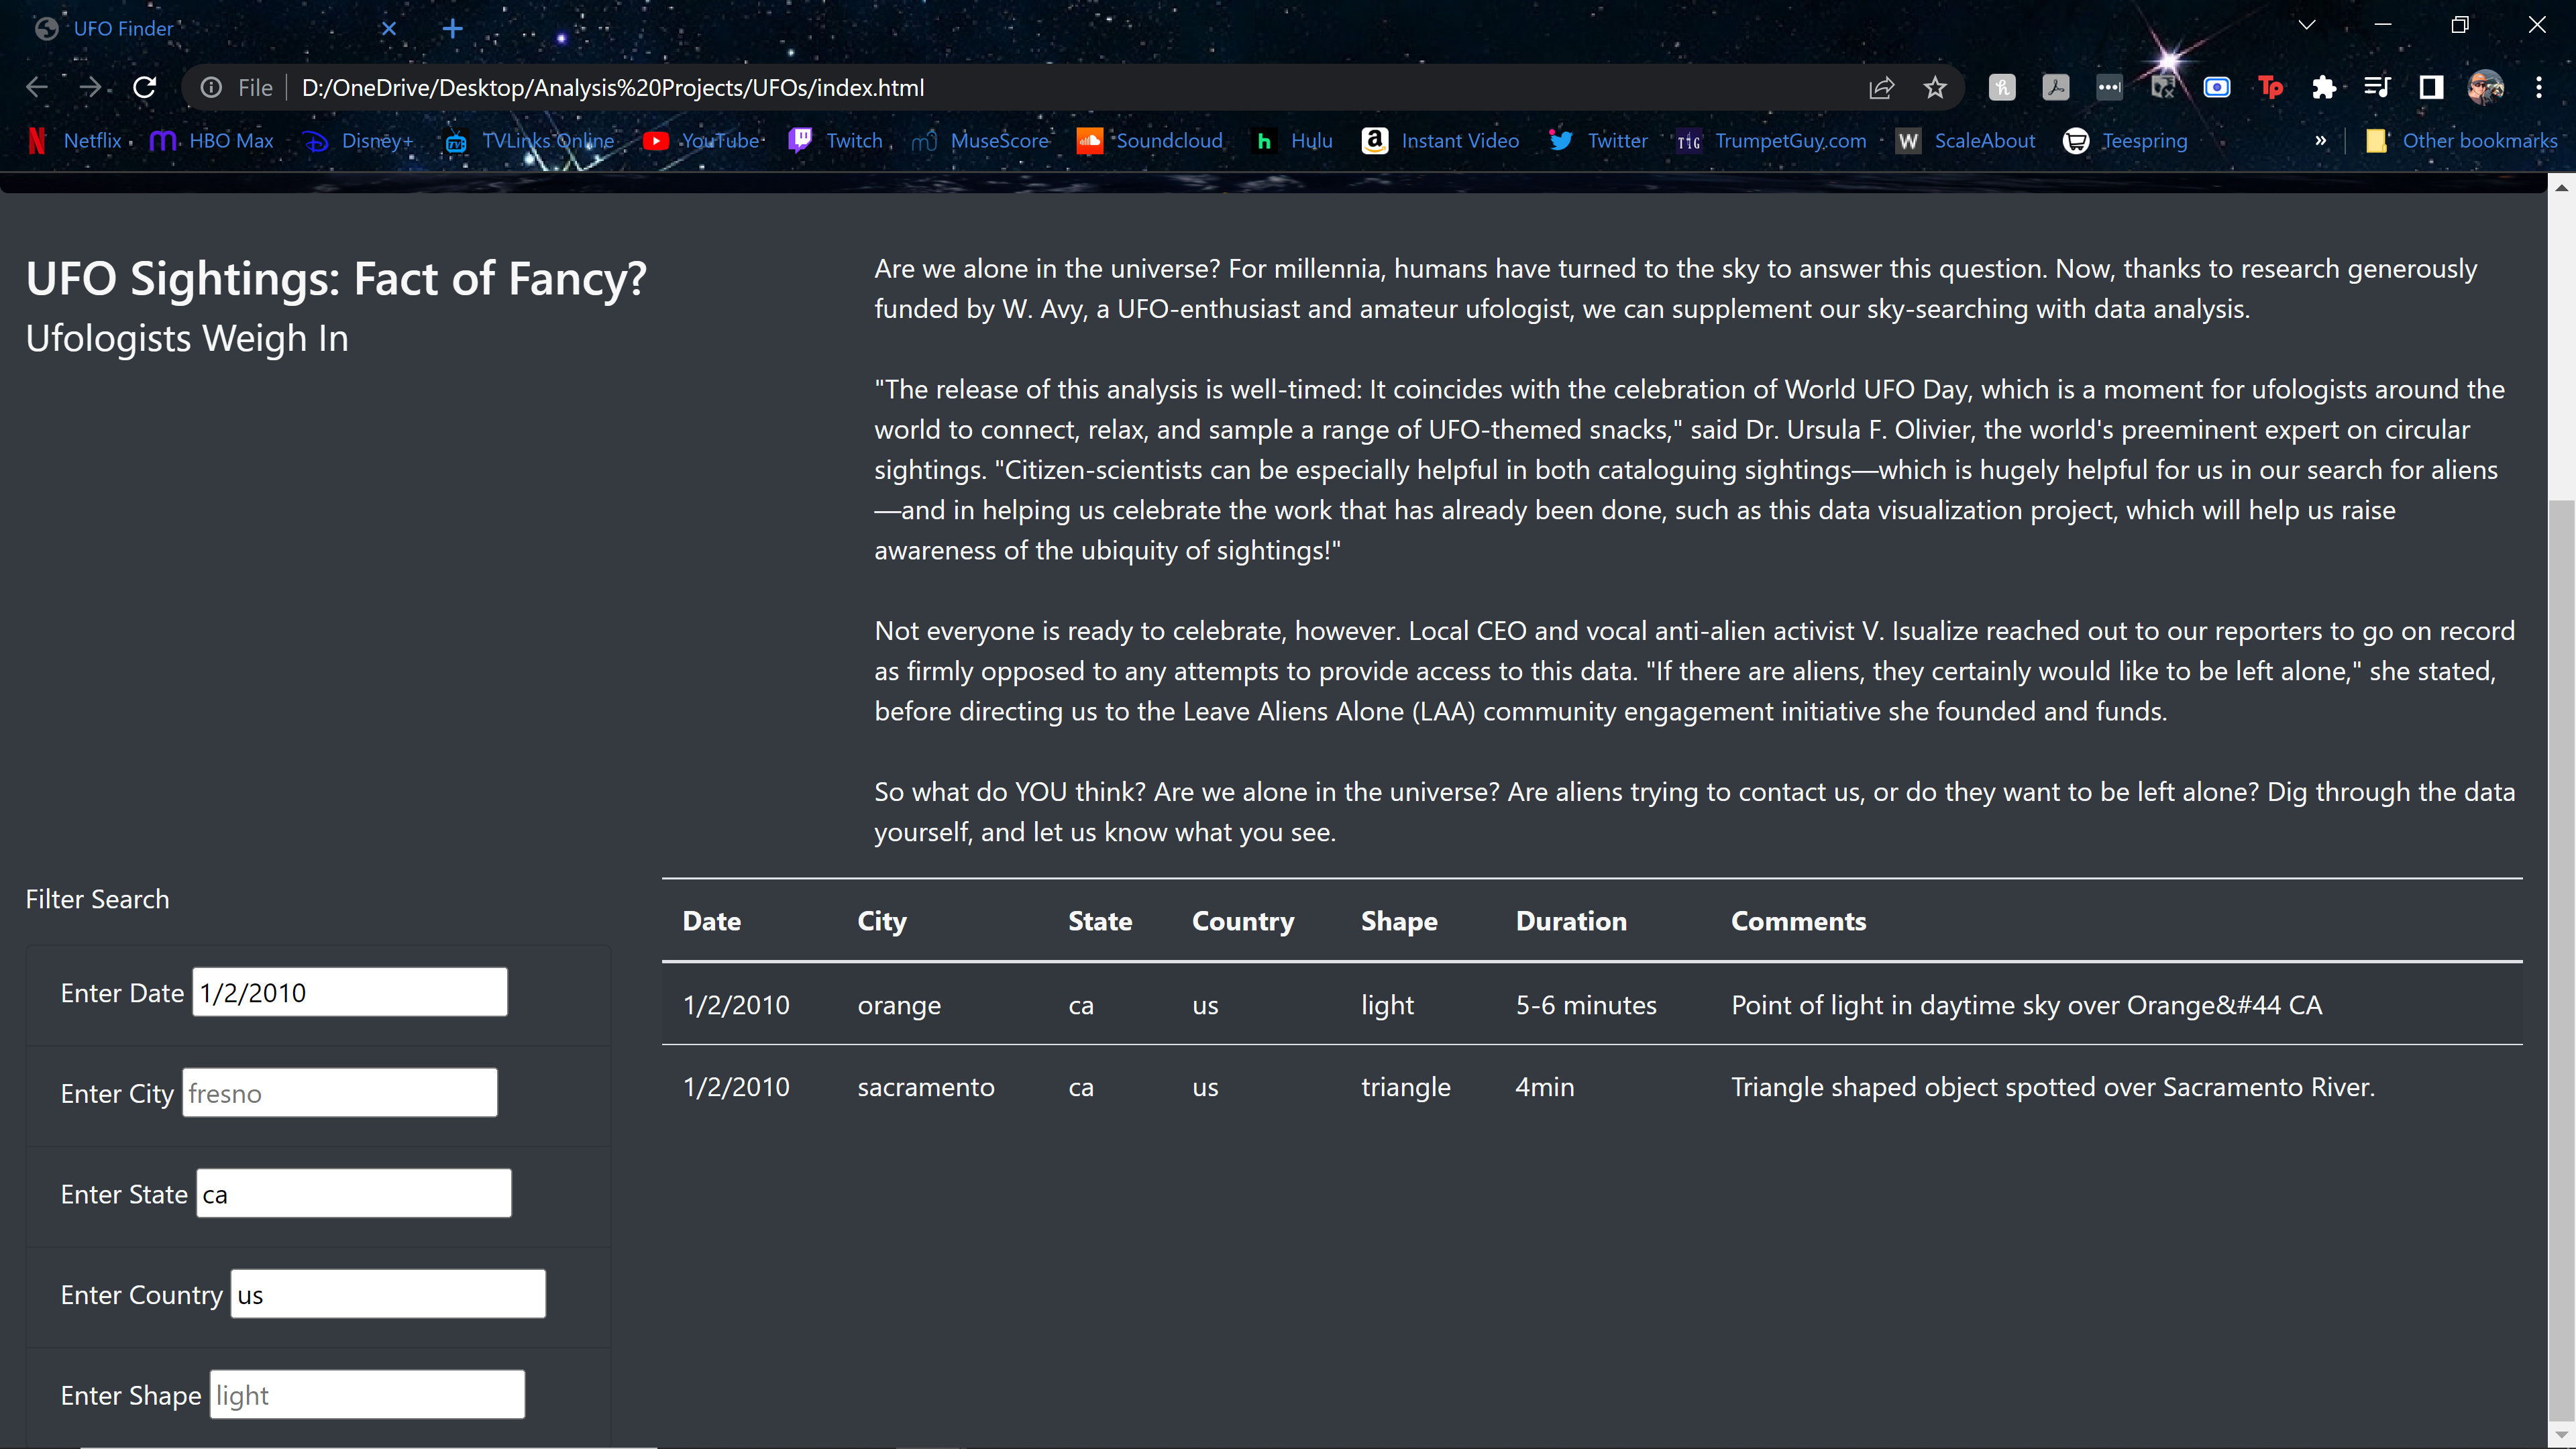 UFO Finder
File D:/OneDrive/Desktop/Analysis%20Projects/UFOs/index.html
Netflix HBO Max Disney+ TVLinks Online YouTube Twitch MuseScore Soundcloud Hulu Instant Video Twitter TrumpetGuy.com ScaleAbout Teespring » Other bookmarks
UFO Sightings: Fact of Fancy?
Ufologists Weigh In
Are we alone in the universe? For millennia, humans have turned to the sky to answer this question. Now, thanks to research generously
funded by W. Avy, a UFO-enthusiast and amateur ufologist, we can supplement our sky-searching with data analysis.
"The release of this analysis is well-timed: It coincides with the celebration of World UFO Day, which is a moment for ufologists around the
world to connect, relax, and sample a range of UFO-themed snacks," said Dr. Ursula F. Olivier, the world's preeminent expert on circular
sightings. "Citizen-scientists can be especially helpful in both cataloguing sightings—which is hugely helpful for us in our search for aliens
—and in helping us celebrate the work that has already been done, such as this data visualization project, which will help us raise
awareness of the ubiquity of sightings!"
Not everyone is ready to celebrate, however. Local CEO and vocal anti-alien activist V. Isualize reached out to our reporters to go on record
as firmly opposed to any attempts to provide access to this data. "If there are aliens, they certainly would like to be left alone," she stated,
before directing us to the Leave Aliens Alone (LAA) community engagement initiative she founded and funds.
So what do YOU think? Are we alone in the universe? Are aliens trying to contact us, or do they want to be left alone? Dig through the data
yourself, and let us know what you see.
Filter Search
Enter Date 1/2/2010
Enter City fresno
Enter State ca
Enter Country us
Enter Shape light
Date City State Country Shape Duration Comments
1/2/2010 orange ca us light 5-6 minutes Point of light in daytime sky over Orange&#44 CA
1/2/2010 sacramento ca us triangle 4min Triangle shaped object spotted over Sacramento River.